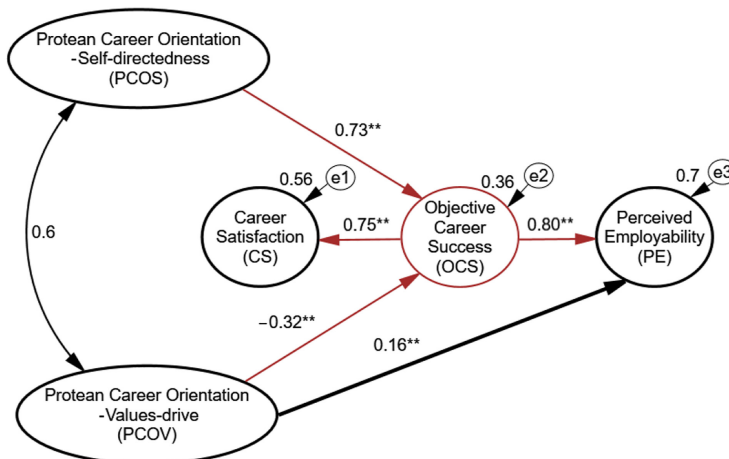 Protean Career Orientation
-Self-directedness
(PCOS)
0.73**
0.56
e1
0.36
e2
0.7
e3
Career
Satisfaction
(CS)
0.75**
Objective
Career
Success
(OCS)
0.80**
Perceived
Employability
(PE)
0.6
−0.32**
0.16**
Protean Career Orientation
-Values-drive
(PCOV)